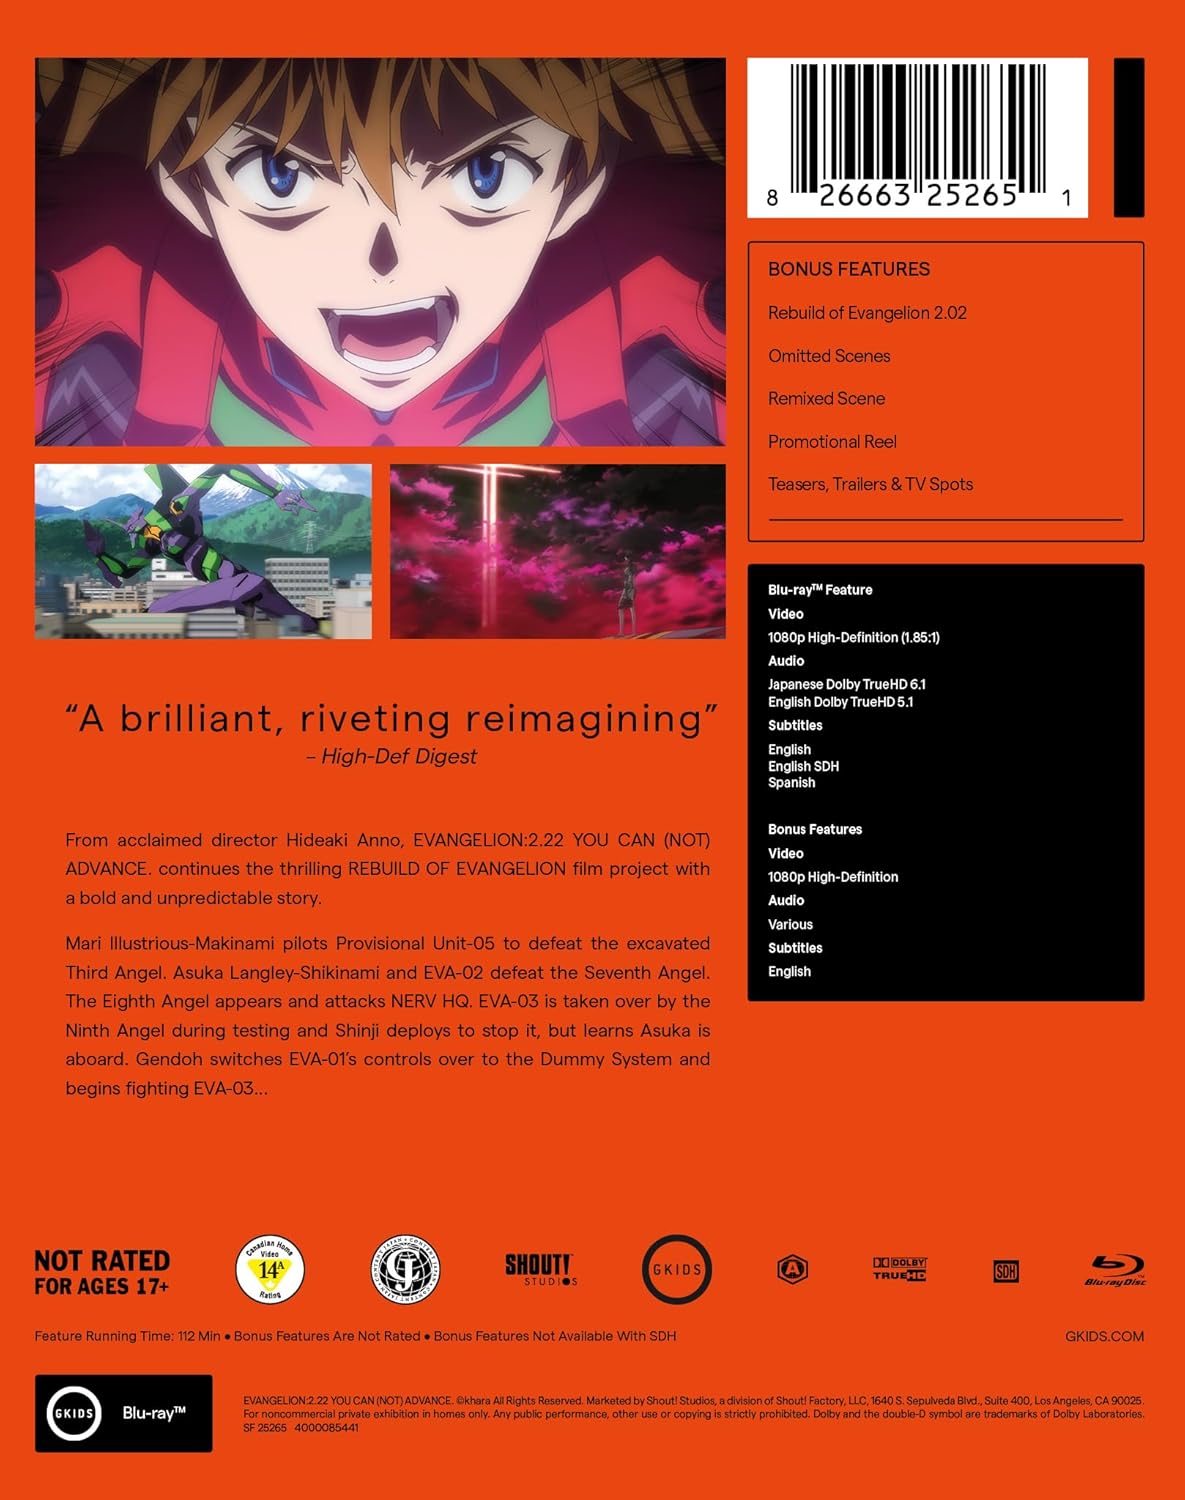 8 26663 25265 1
BONUS FEATURES
Rebuild of Evangelion 2.02
Omitted Scenes
Remixed Scene
Promotional Reel
Teasers, Trailers & TV Spots
Blu-ray™ Feature
Video
1080p High-Definition (1.85:1)
Audio
Japanese Dolby TrueHD 6.1
English Dolby TrueHD 5.1
Subtitles
English
English SDH
Spanish
Bonus Features
Video
1080p High-Definition
Audio
Various
Subtitles
English
“A brilliant, riveting reimagining”
– High-Def Digest
From acclaimed director Hideaki Anno, EVANGELION:2.22 YOU CAN (NOT)
ADVANCE. continues the thrilling REBUILD OF EVANGELION film project with
a bold and unpredictable story.
Mari Illustrious-Makinami pilots Provisional Unit-05 to defeat the excavated
Third Angel. Asuka Langley-Shikinami and EVA-02 defeat the Seventh Angel.
The Eighth Angel appears and attacks NERV HQ. EVA-03 is taken over by the
Ninth Angel during testing and Shinji deploys to stop it, but learns Asuka is
aboard. Gendoh switches EVA-01’s controls over to the Dummy System and
begins fighting EVA-03...
NOT RATED
FOR AGES 17+
Canadian Home
Video
14A
Rating
CONTENT JAPAN • CONTENT JAPAN •
SHOUT!
STUDIOS
GKIDS
A
DOLBY
TRUEHD
SDH
Blu-ray Disc
Feature Running Time: 112 Min • Bonus Features Are Not Rated • Bonus Features Not Available With SDH
GKIDS.COM
GKIDS
Blu-ray™
EVANGELION:2.22 YOU CAN (NOT) ADVANCE. ©khara All Rights Reserved. Marketed by Shout! Studios, a division of Shout! Factory, LLC, 1640 S. Sepulveda Blvd., Suite 400, Los Angeles, CA 90025.
For noncommercial private exhibition in homes only. Any public performance, other use or copying is strictly prohibited. Dolby and the double-D symbol are trademarks of Dolby Laboratories.
SF 25265 4000085441